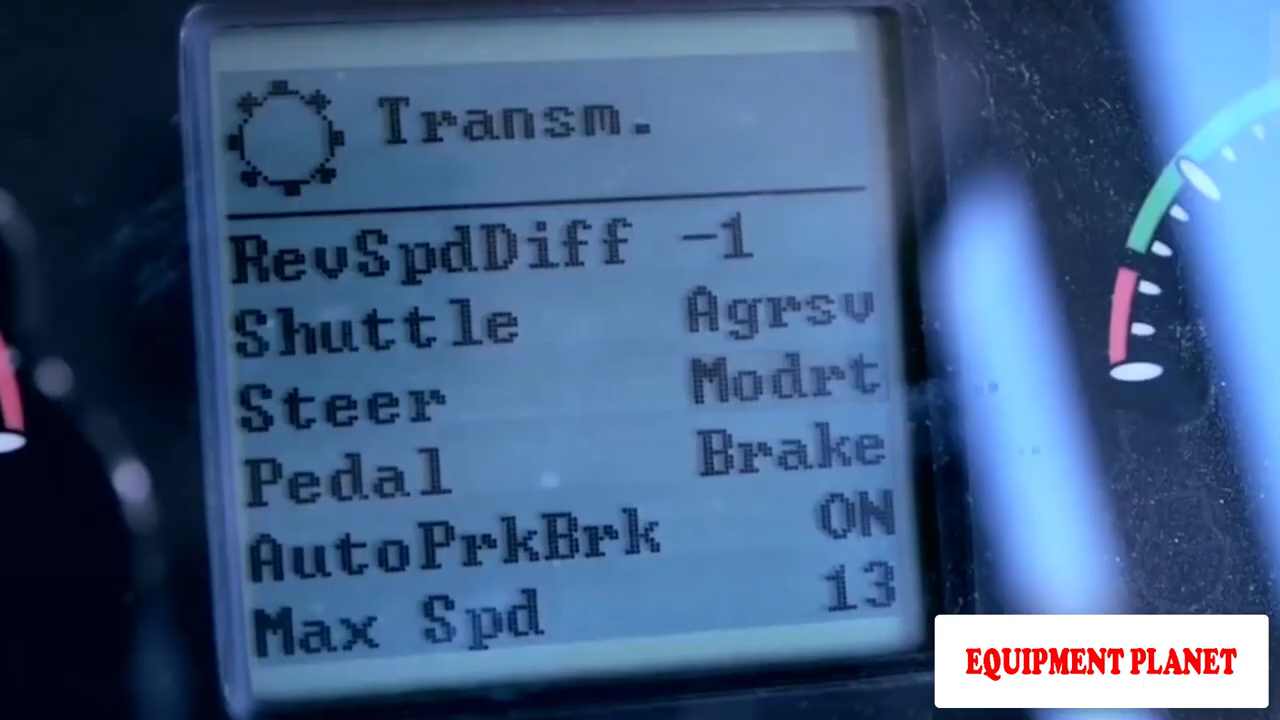 Transm.
RevSpdDiff -1
Shuttle Agrsv
Steer Modrt
Pedal Brake
AutoPrkBrk ON
Max Spd 13
EQUIPMENT PLANET